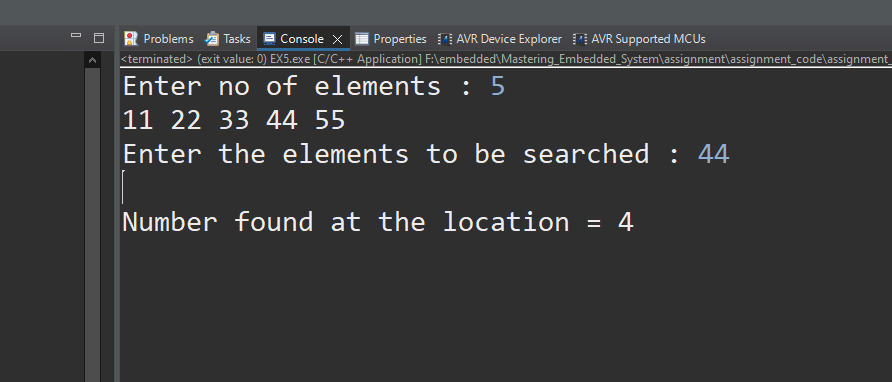 Problems Tasks Console Properties AVR Device Explorer AVR Supported MCUs
<terminated> (exit value: 0) EX5.exe [C/C++ Application] F:\embedded\Mastering_Embedded_System\assignment\assignment_code\assignment_
Enter no of elements : 5
11 22 33 44 55
Enter the elements to be searched : 44
Number found at the location = 4